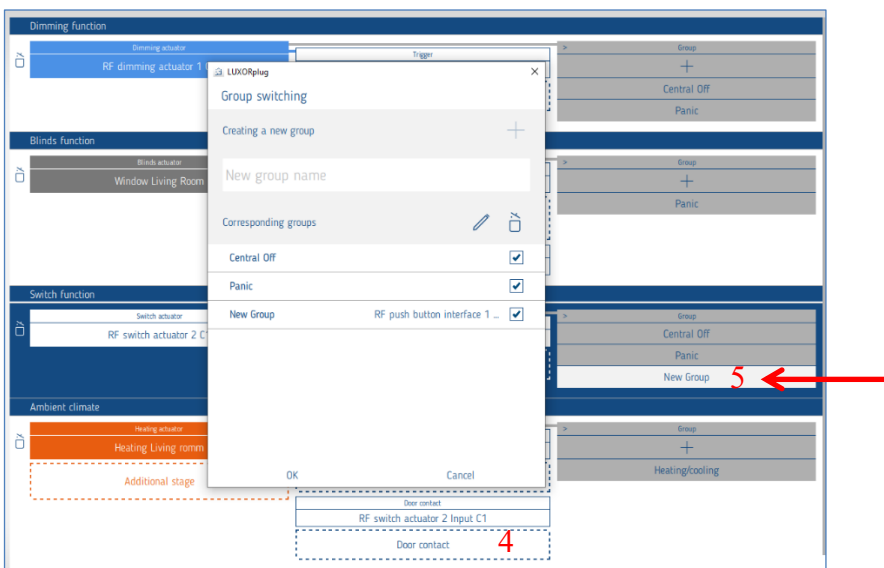 Dimming function
Dimming actuator
Trigger
> Group
RF dimming actuator 1
+
Central Off
Panic
LUXORplug
×
Group switching
Creating a new group +
New group name
Corresponding groups
Central Off
Panic
New Group RF push button interface 1 ...
OK Cancel
Blinds function
Blinds actuator
> Group
Window Living Room
+
Panic
Switch function
Switch actuator
> Group
RF switch actuator 2 C
Central Off
Panic
New Group 5
Ambient climate
Heating actuator
> Group
Heating Living romm
+
Additional stage
Heating/cooling
Door contact
RF switch actuator 2 Input C1
Door contact 4